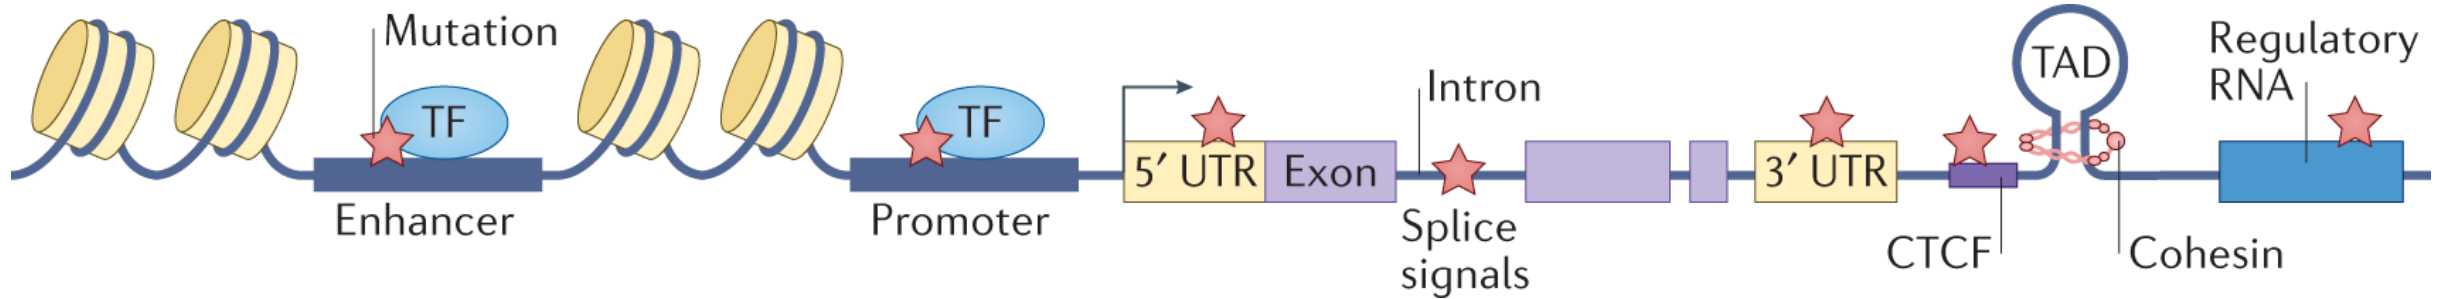 Mutation
TF
Enhancer
TF
Promoter
5′ UTR
Exon
Intron
Splice
signals
3′ UTR
CTCF
TAD
Cohesin
Regulatory
RNA